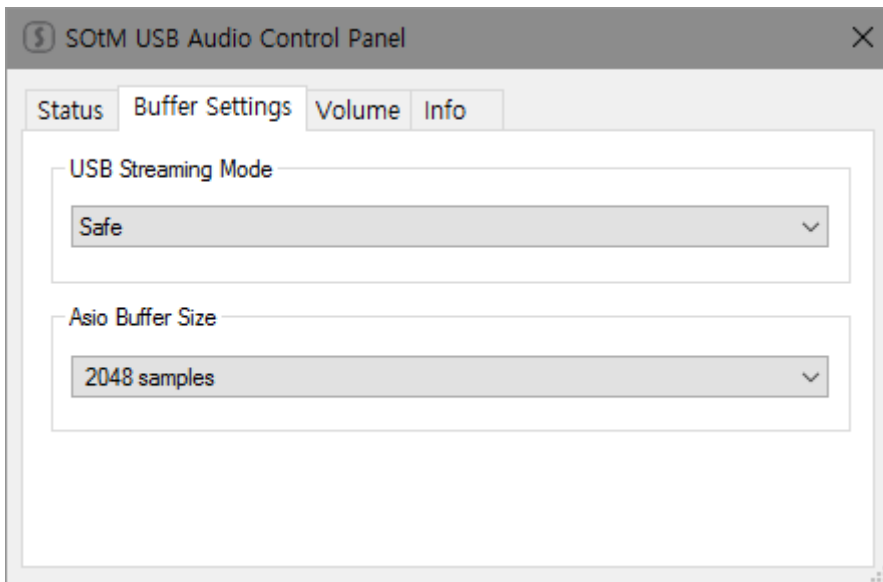 SOtM USB Audio Control Panel
Status Buffer Settings Volume Info
USB Streaming Mode
Safe
Asio Buffer Size
2048 samples